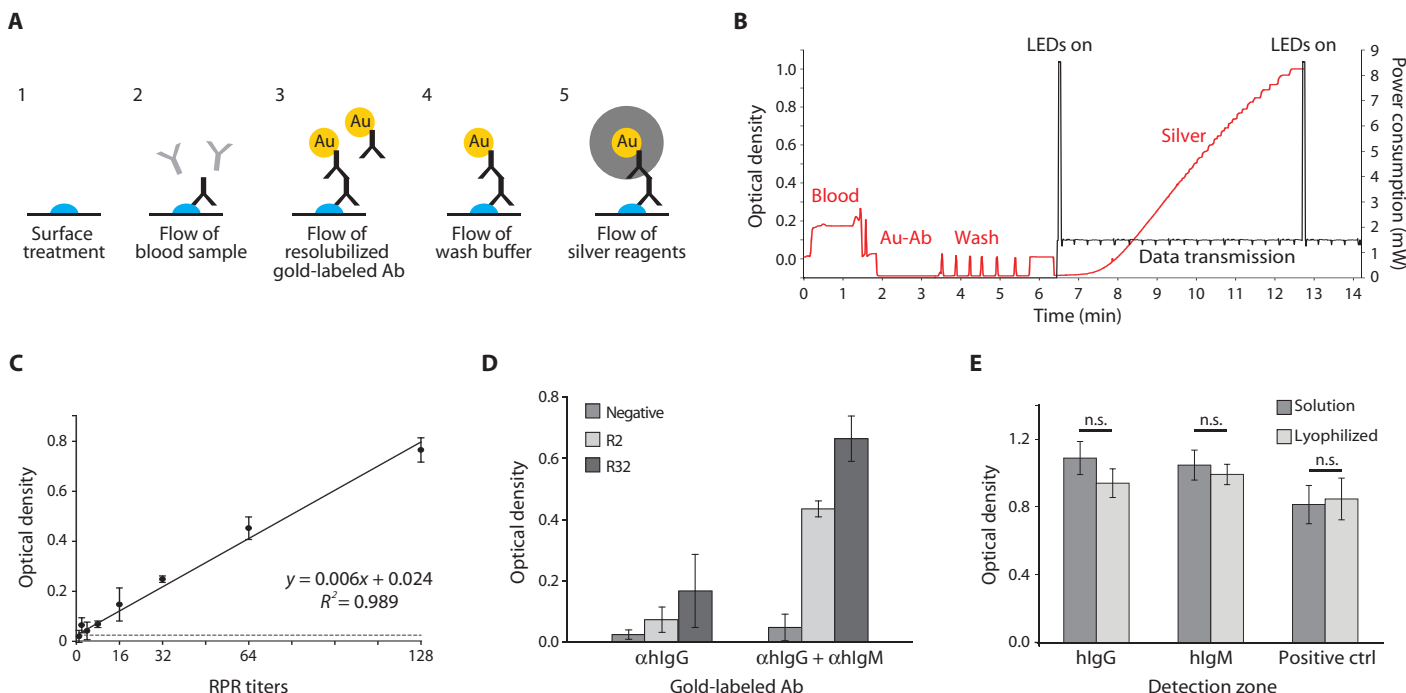 A
1
2
3
4
5
Au
Au
Au
Au
Surface
treatment
Flow of
blood sample
Flow of
resolubilized
gold-labeled Ab
Flow of
wash buffer
Flow of
silver reagents
B
LEDs on
LEDs on
Optical density
1.0
0.8
0.6
0.4
0.2
0.0
Blood
Au-Ab
Wash
Silver
Data transmission
Power consumption (mW)
9
8
7
6
5
4
3
2
1
0
0 1 2 3 4 5 6 7 8 9 10 11 12 13 14
Time (min)
C
Optical density
0.8
0.6
0.4
0.2
0
y = 0.006x + 0.024
R² = 0.989
0 16 32 64 128
RPR titers
D
Optical density
0.8
0.6
0.4
0.2
0.0
Negative
R2
R32
αhIgG
αhIgG + αhIgM
Gold-labeled Ab
E
Optical density
1.2
0.8
0.4
0.0
Solution
Lyophilized
n.s.
n.s.
n.s.
hIgG
hIgM
Positive ctrl
Detection zone